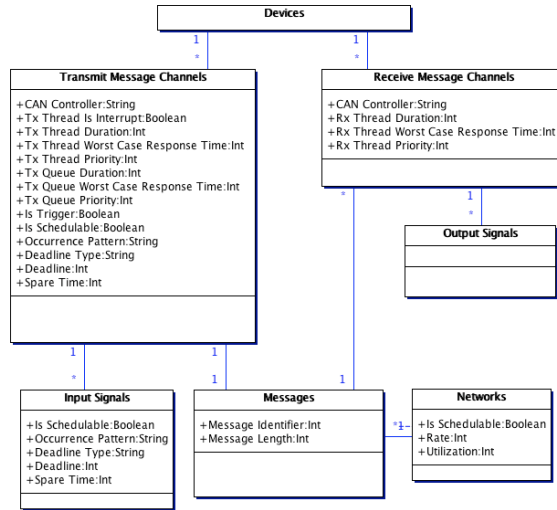 Devices
1
1
*
*
Transmit Message Channels
+CAN Controller:String
+Tx Thread Is Interrupt:Boolean
+Tx Thread Duration:Int
+Tx Thread Worst Case Response Time:Int
+Tx Thread Priority:Int
+Tx Queue Duration:Int
+Tx Queue Worst Case Response Time:Int
+Tx Queue Priority:Int
+Is Trigger:Boolean
+Is Schedulable:Boolean
+Occurrence Pattern:String
+Deadline Type:String
+Deadline:Int
+Spare Time:Int
Receive Message Channels
+CAN Controller:String
+Rx Thread Duration:Int
+Rx Thread Worst Case Response Time:Int
+Rx Thread Priority:Int
*
1
*
Output Signals
1
1
*
1
1
Input Signals
+Is Schedulable:Boolean
+Occurrence Pattern:String
+Deadline Type:String
+Deadline:Int
+Spare Time:Int
Messages
+Message Identifier:Int
+Message Length:Int
*1
Networks
+Is Schedulable:Boolean
+Rate:Int
+Utilization:Int